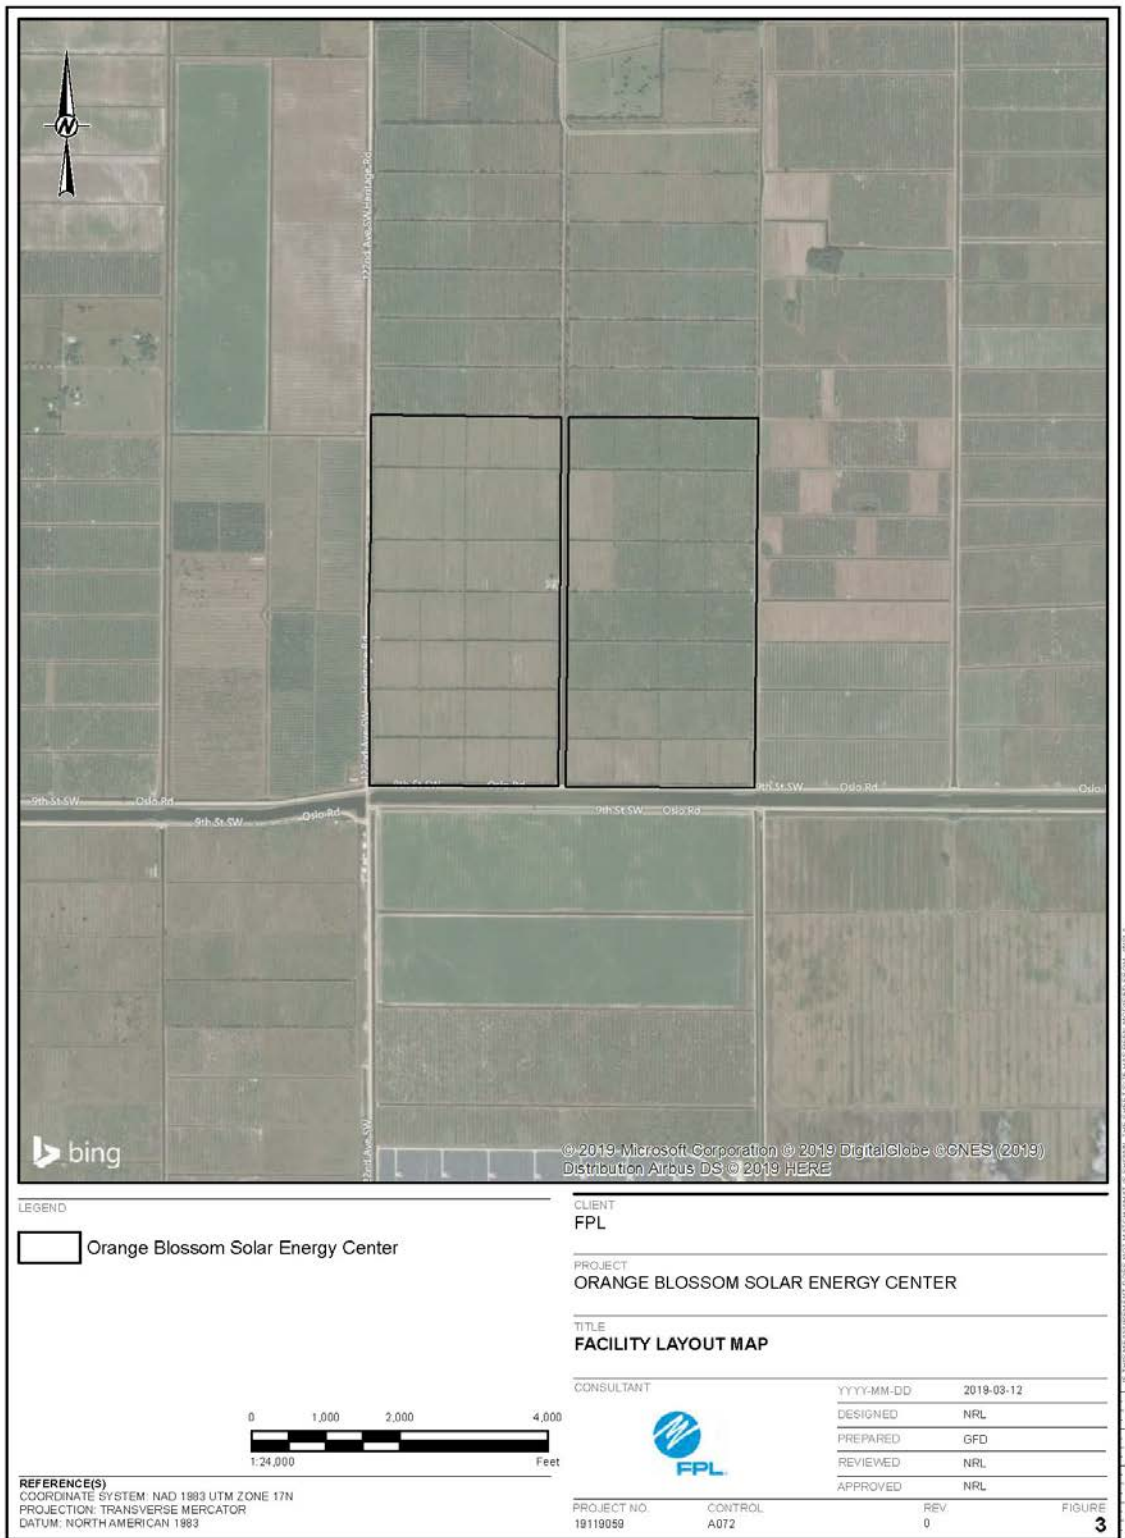 N
122nd Ave SW Heritage Rd
9th St SW Oslo Rd
9th St SW Oslo Rd
Oslo
9th St SW Oslo Rd
9th St SW Oslo Rd
9th St SW Oslo Rd
bing
© 2019 Microsoft Corporation © 2019 DigitalGlobe ©CNES (2019)
Distribution Airbus DS © 2019 HERE
LEGEND
Orange Blossom Solar Energy Center
0 1,000 2,000 4,000
1:24,000 Feet
REFERENCE(S)
COORDINATE SYSTEM: NAD 1983 UTM ZONE 17N
PROJECTION: TRANSVERSE MERCATOR
DATUM: NORTH AMERICAN 1983
CLIENT
FPL
PROJECT
ORANGE BLOSSOM SOLAR ENERGY CENTER
TITLE
FACILITY LAYOUT MAP
CONSULTANT
FPL
YYYY-MM-DD 2019-03-12
DESIGNED NRL
PREPARED GFD
REVIEWED NRL
APPROVED NRL
PROJECT NO. CONTROL REV. FIGURE
19119059 A072 0 3